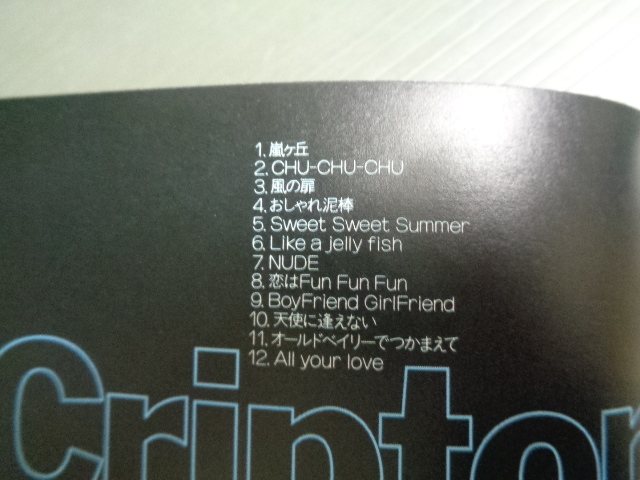 1. 嵐ヶ丘
2. CHU-CHU-CHU
3. 風の扉
4. おしゃれ泥棒
5. Sweet Sweet Summer
6. Like a jelly fish
7. NUDE
8. 恋はFun Fun Fun
9. BoyFriend GirlFriend
10. 天使に逢えない
11. オールドベイリーでつかまえて
12. All your love